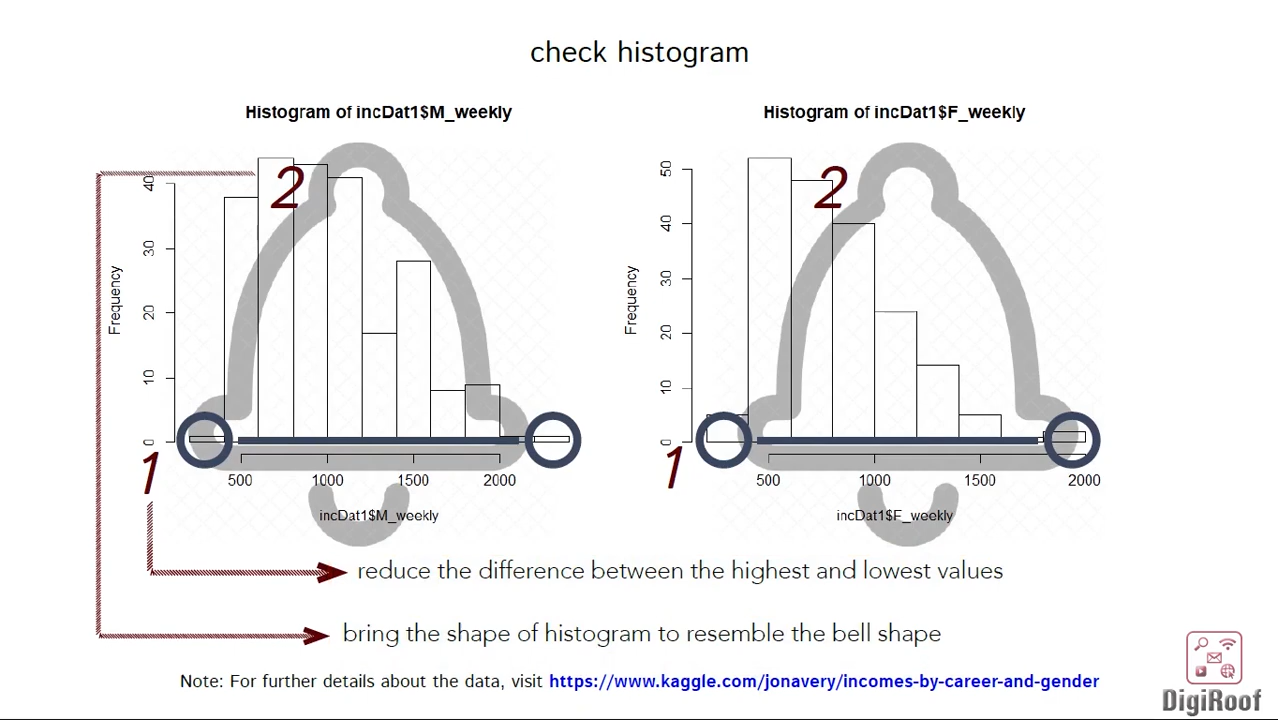 check histogram
Histogram of incDat1$M_weekly
Histogram of incDat1$F_weekly
2
2
Frequency
0
10
20
30
40
500
1000
1500
2000
incDat1$M_weekly
Frequency
0
10
20
30
40
50
500
1000
1500
2000
incDat1$F_weekly
1
1
reduce the difference between the highest and lowest values
bring the shape of histogram to resemble the bell shape
Note: For further details about the data, visit https://www.kaggle.com/jonavery/incomes-by-career-and-gender
DigiRoof